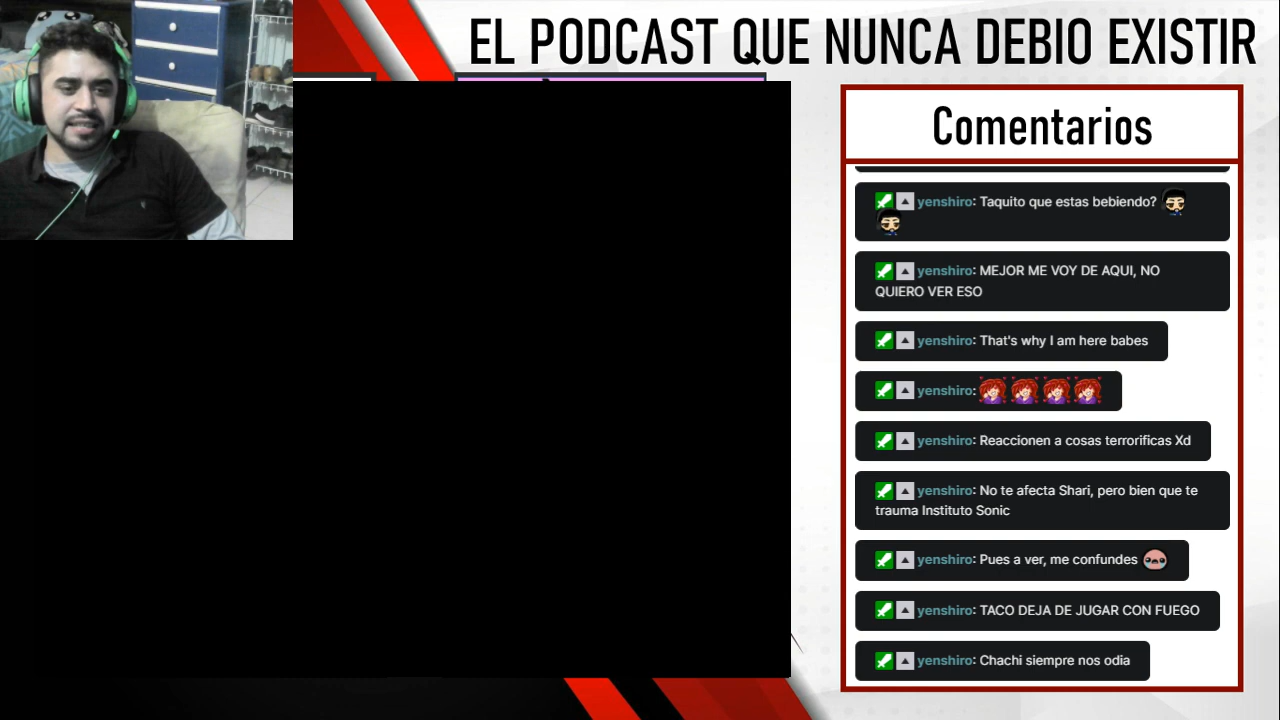 EL PODCAST QUE NUNCA DEBIO EXISTIR
Comentarios
yenshiro: Taquito que estas bebiendo?
yenshiro: MEJOR ME VOY DE AQUI, NO
QUIERO VER ESO
yenshiro: That's why I am here babes
yenshiro:
yenshiro: Reaccionen a cosas terrorificas Xd
yenshiro: No te afecta Shari, pero bien que te
trauma Instituto Sonic
yenshiro: Pues a ver, me confundes
yenshiro: TACO DEJA DE JUGAR CON FUEGO
yenshiro: Chachi siempre nos odia